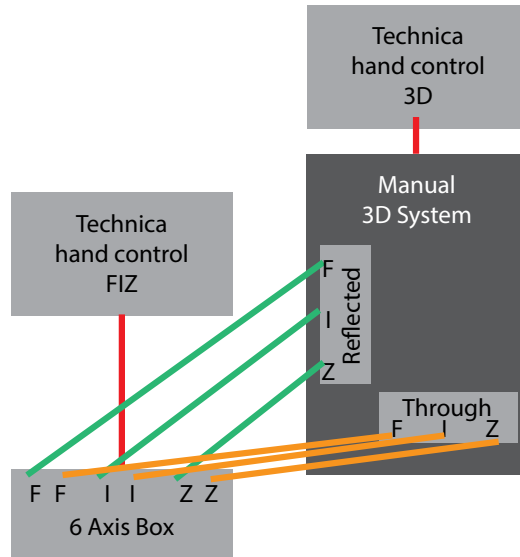 Technica
hand control
3D
Manual
3D System
Technica
hand control
FIZ
F
I
Z
Reflected
Through
F I Z
F F I I Z Z
6 Axis Box